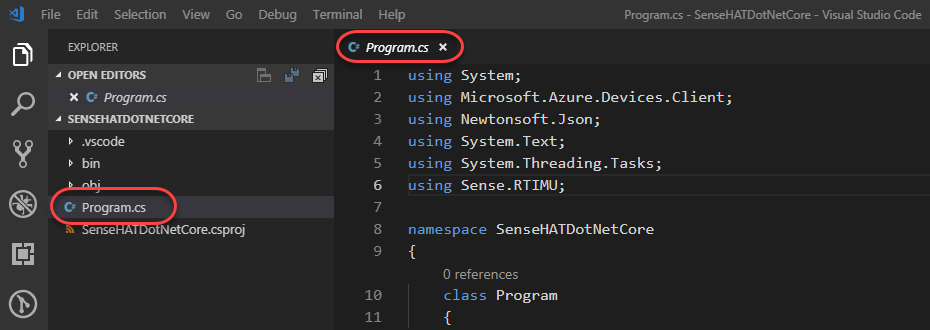 File Edit Selection View Go Debug Terminal Help Program.cs - SenseHATDotNetCore - Visual Studio Code
EXPLORER
OPEN EDITORS
Program.cs
SENSEHATDOTNETCORE
.vscode
bin
obj
Program.cs
SenseHATDotNetCore.csproj
Program.cs
1 using System;
2 using Microsoft.Azure.Devices.Client;
3 using Newtonsoft.Json;
4 using System.Text;
5 using System.Threading.Tasks;
6 using Sense.RTIMU;
7
8 namespace SenseHATDotNetCore
9 {
0 references
10 class Program
11 {